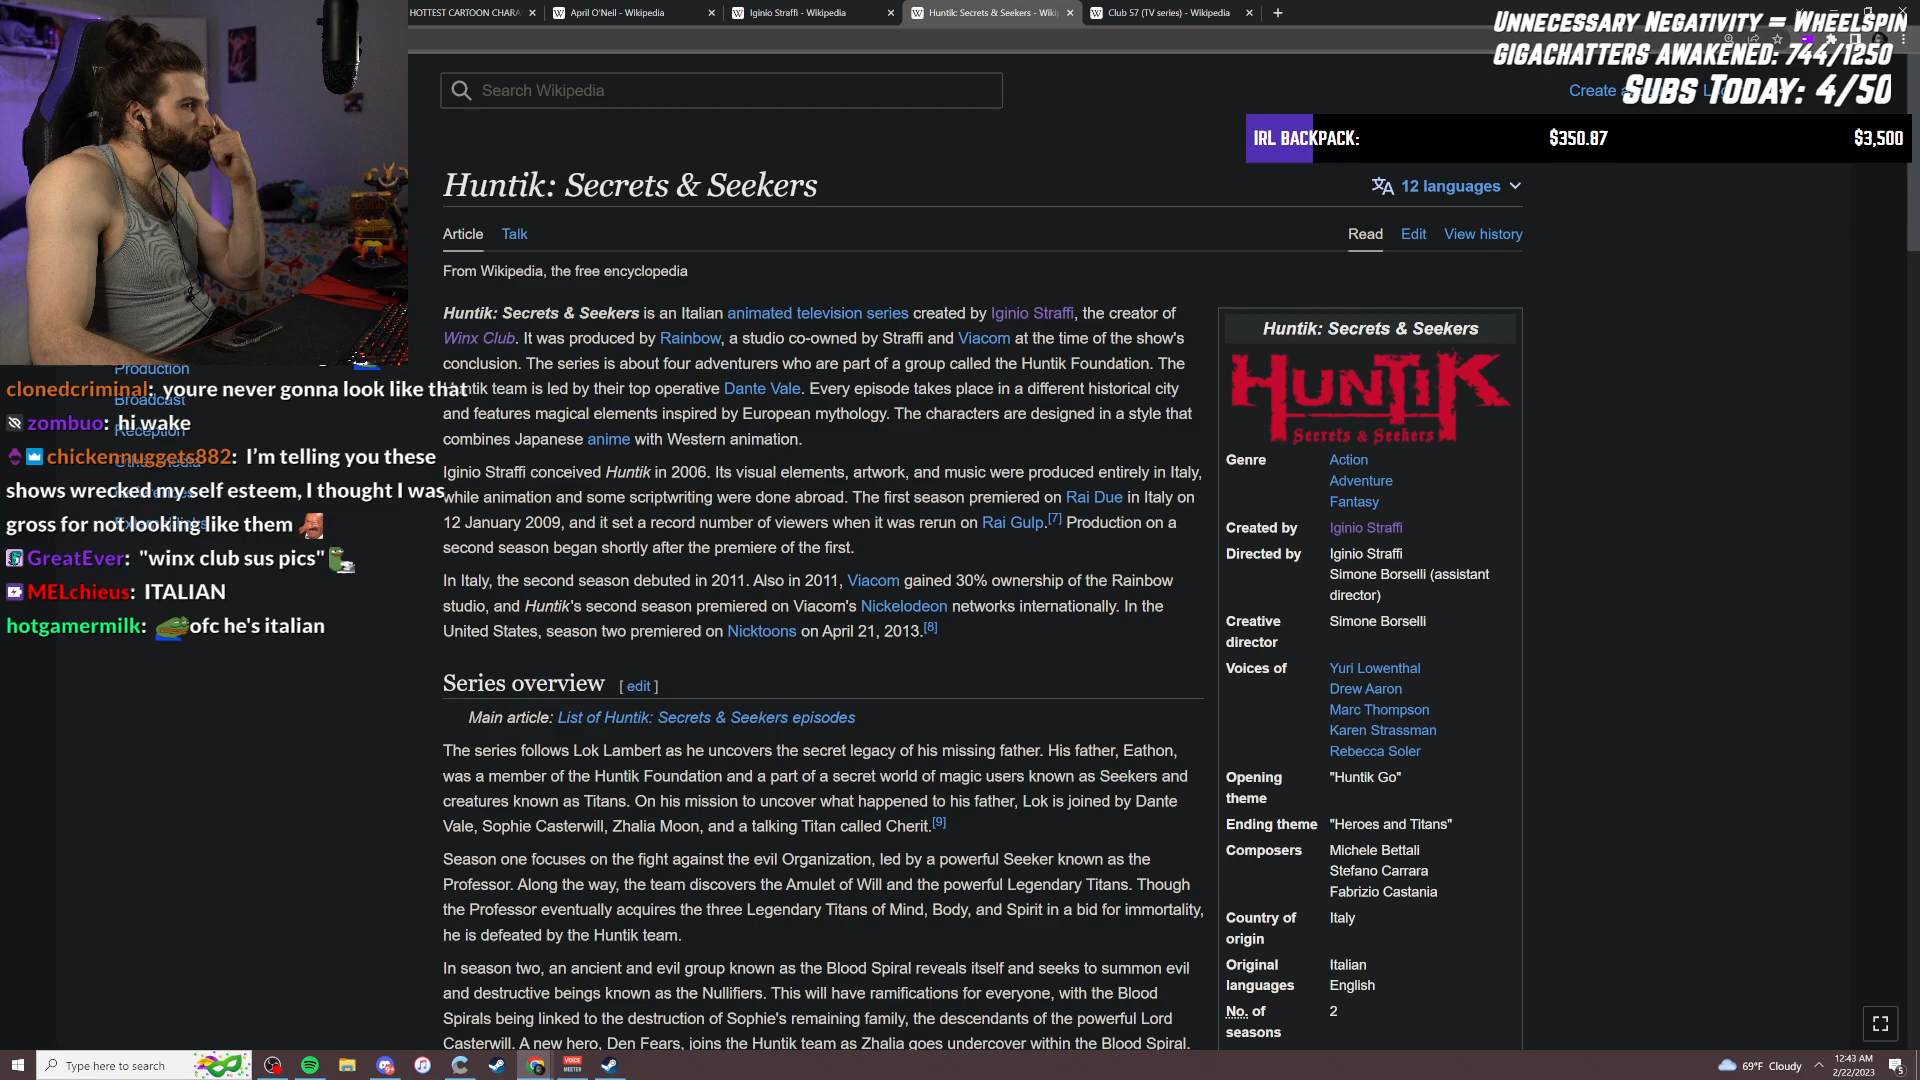 HOTTEST CARTOON CHARA
April O'Neil - Wikipedia
Iginio Straffi - Wikipedia
Huntik: Secrets & Seekers - Wiki
Club 57 (TV series) - Wikipedia
Unnecessary Negativity = Wheelspin
GigaChatters Awakened: 744/1250
Subs Today: 4/50
IRL BACKPACK: $350.87 $3,500
Search Wikipedia
Create
Huntik: Secrets & Seekers
12 languages
Article Talk Read Edit View history
From Wikipedia, the free encyclopedia
Huntik: Secrets & Seekers is an Italian animated television series created by Iginio Straffi, the creator of
Winx Club. It was produced by Rainbow, a studio co-owned by Straffi and Viacom at the time of the show's
conclusion. The series is about four adventurers who are part of a group called the Huntik Foundation. The
Huntik team is led by their top operative Dante Vale. Every episode takes place in a different historical city
and features magical elements inspired by European mythology. The characters are designed in a style that
combines Japanese anime with Western animation.
Iginio Straffi conceived Huntik in 2006. Its visual elements, artwork, and music were produced entirely in Italy,
while animation and some scriptwriting were done abroad. The first season premiered on Rai Due in Italy on
12 January 2009, and it set a record number of viewers when it was rerun on Rai Gulp.[7] Production on a
second season began shortly after the premiere of the first.
In Italy, the second season debuted in 2011. Also in 2011, Viacom gained 30% ownership of the Rainbow
studio, and Huntik's second season premiered on Viacom's Nickelodeon networks internationally. In the
United States, season two premiered on Nicktoons on April 21, 2013.[8]
Series overview [ edit ]
Main article: List of Huntik: Secrets & Seekers episodes
The series follows Lok Lambert as he uncovers the secret legacy of his missing father. His father, Eathon,
was a member of the Huntik Foundation and a part of a secret world of magic users known as Seekers and
creatures known as Titans. On his mission to uncover what happened to his father, Lok is joined by Dante
Vale, Sophie Casterwill, Zhalia Moon, and a talking Titan called Cherit.[9]
Season one focuses on the fight against the evil Organization, led by a powerful Seeker known as the
Professor. Along the way, the team discovers the Amulet of Will and the powerful Legendary Titans. Though
the Professor eventually acquires the three Legendary Titans of Mind, Body, and Spirit in a bid for immortality,
he is defeated by the Huntik team.
In season two, an ancient and evil group known as the Blood Spiral reveals itself and seeks to summon evil
and destructive beings known as the Nullifiers. This will have ramifications for everyone, with the Blood
Spirals being linked to the destruction of Sophie's remaining family, the descendants of the powerful Lord
Casterwill. A new hero, Den Fears, joins the Huntik team as Zhalia goes undercover within the Blood Spiral.
Huntik: Secrets & Seekers
HUNTIK
Secrets & Seekers
Genre Action
Adventure
Fantasy
Created by Iginio Straffi
Directed by Iginio Straffi
Simone Borselli (assistant
director)
Creative Simone Borselli
director
Voices of Yuri Lowenthal
Drew Aaron
Marc Thompson
Karen Strassman
Rebecca Soler
Opening "Huntik Go"
theme
Ending theme "Heroes and Titans"
Composers Michele Bettali
Stefano Carrara
Fabrizio Castania
Country of Italy
origin
Original Italian
languages English
No. of 2
seasons
Production
Broadcast
Reception
clonedcriminal: youre never gonna look like that
zombuo: hi wake
chickennuggets882: I'm telling you these
shows wrecked my self esteem, I thought I was
gross for not looking like them
GreatEver: "winx club sus pics"
MELchieus: ITALIAN
hotgamermilk: ofc he's italian
Type here to search
VOICE
MEETER
69°F Cloudy
12:43 AM
2/22/2023
5